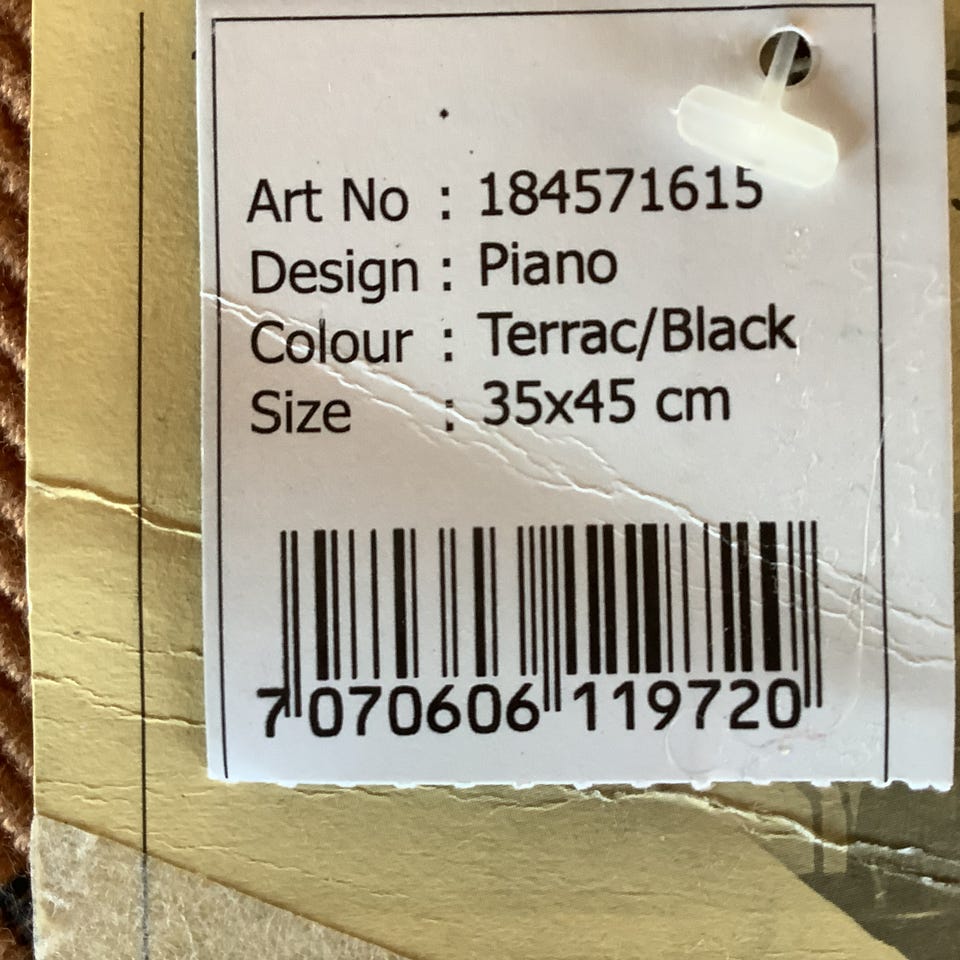 Art No : 184571615
Design : Piano
Colour : Terrac/Black
Size : 35x45 cm
7 070606 119720